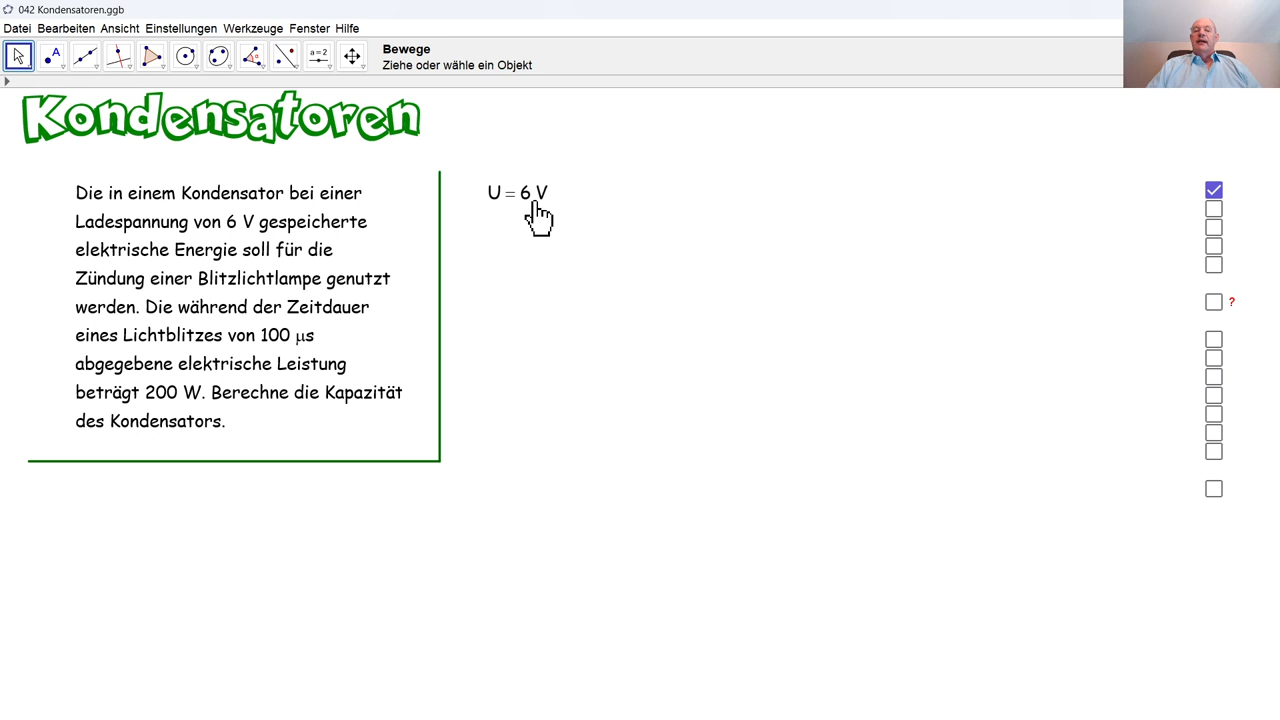 042 Kondensatoren.ggb
Datei Bearbeiten Ansicht Einstellungen Werkzeuge Fenster Hilfe
A
a=2
Bewege
Ziehe oder wähle ein Objekt
Kondensatoren
Die in einem Kondensator bei einer
Ladespannung von 6 V gespeicherte
elektrische Energie soll für die
Zündung einer Blitzlichtlampe genutzt
werden. Die während der Zeitdauer
eines Lichtblitzes von 100 μs
abgegebene elektrische Leistung
beträgt 200 W. Berechne die Kapazität
des Kondensators.
U = 6 V
?